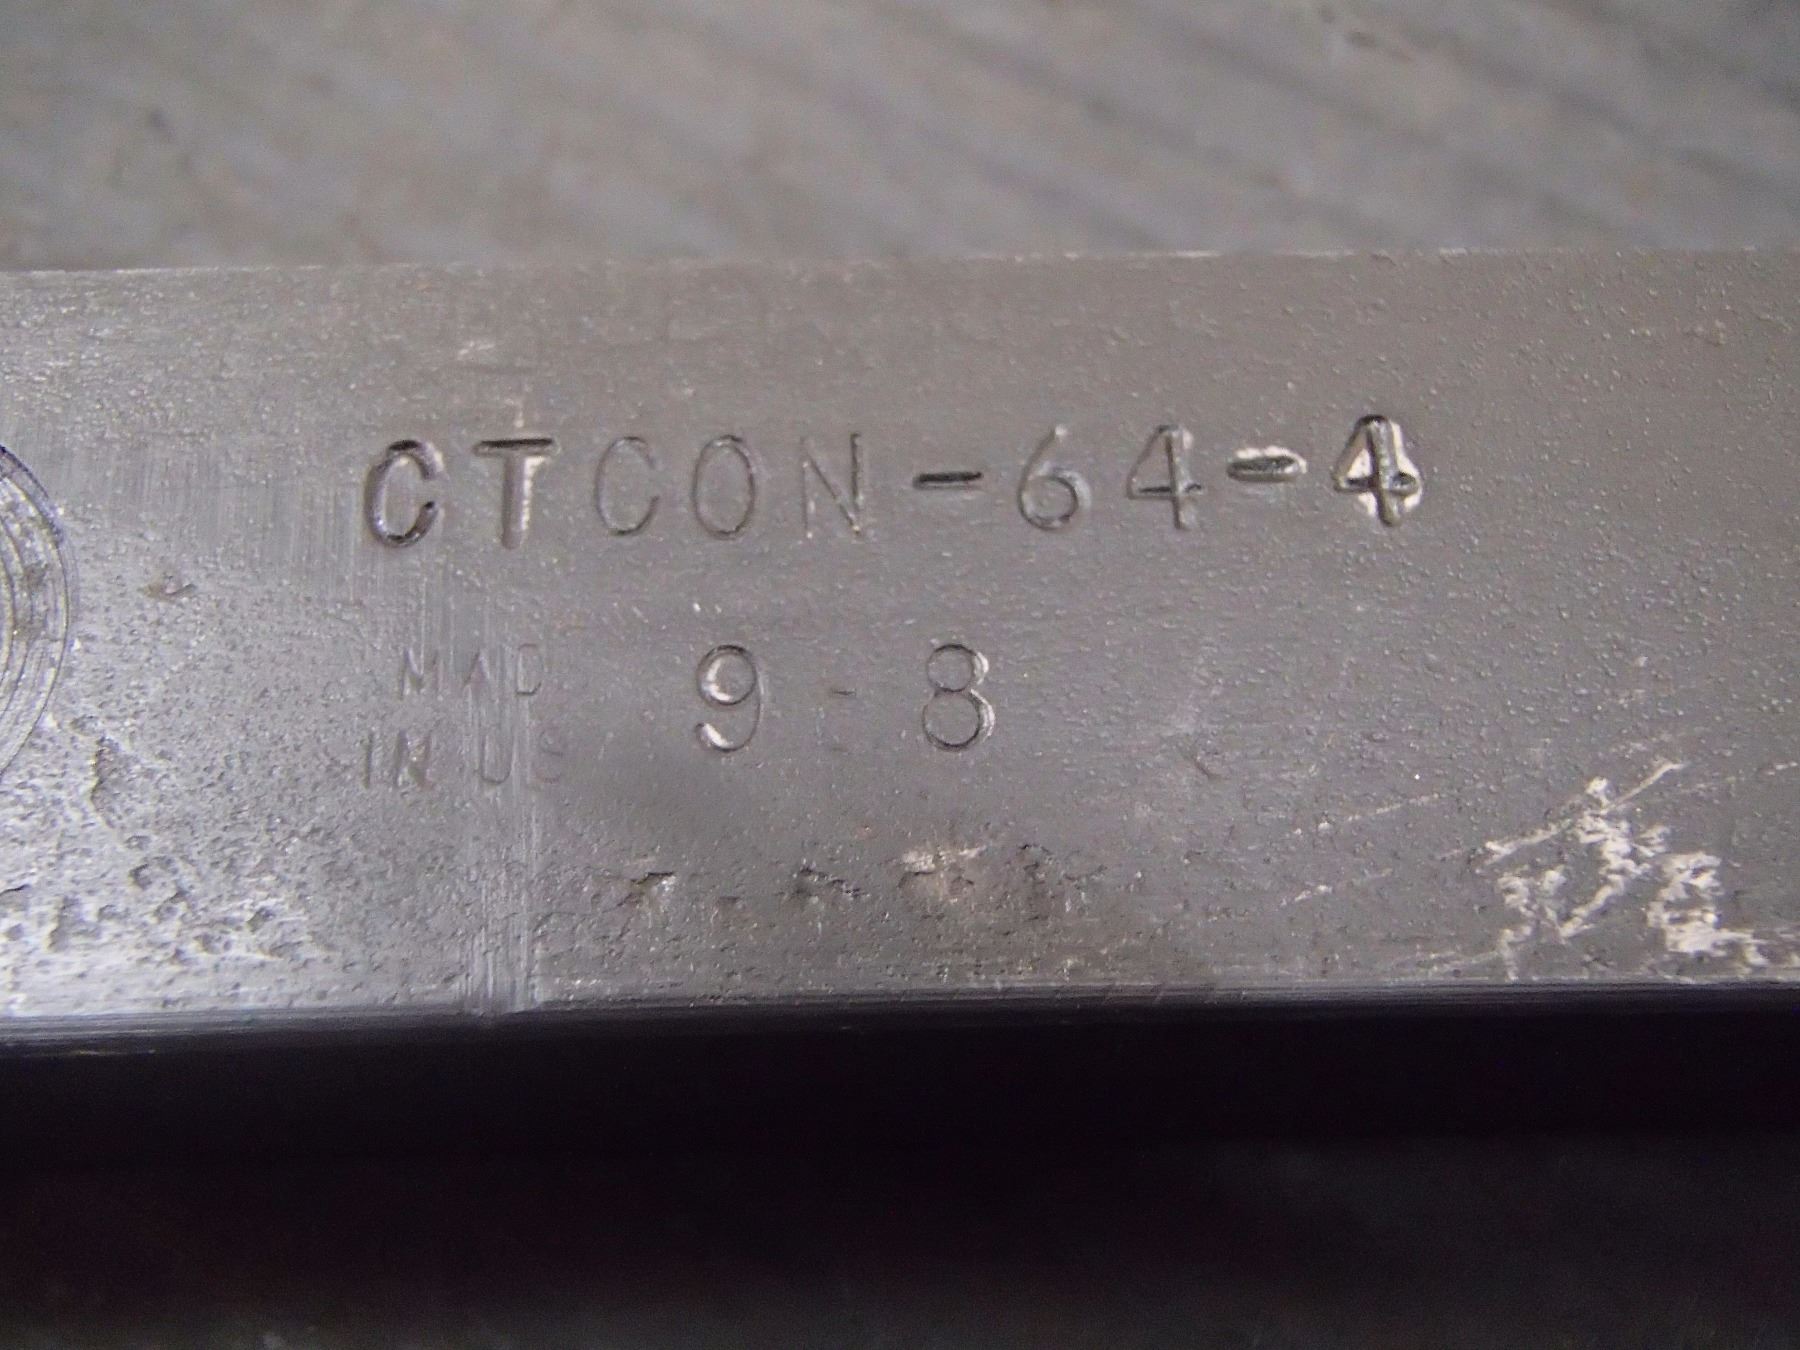 CTCON-64-4
MAD 9-8
IN US